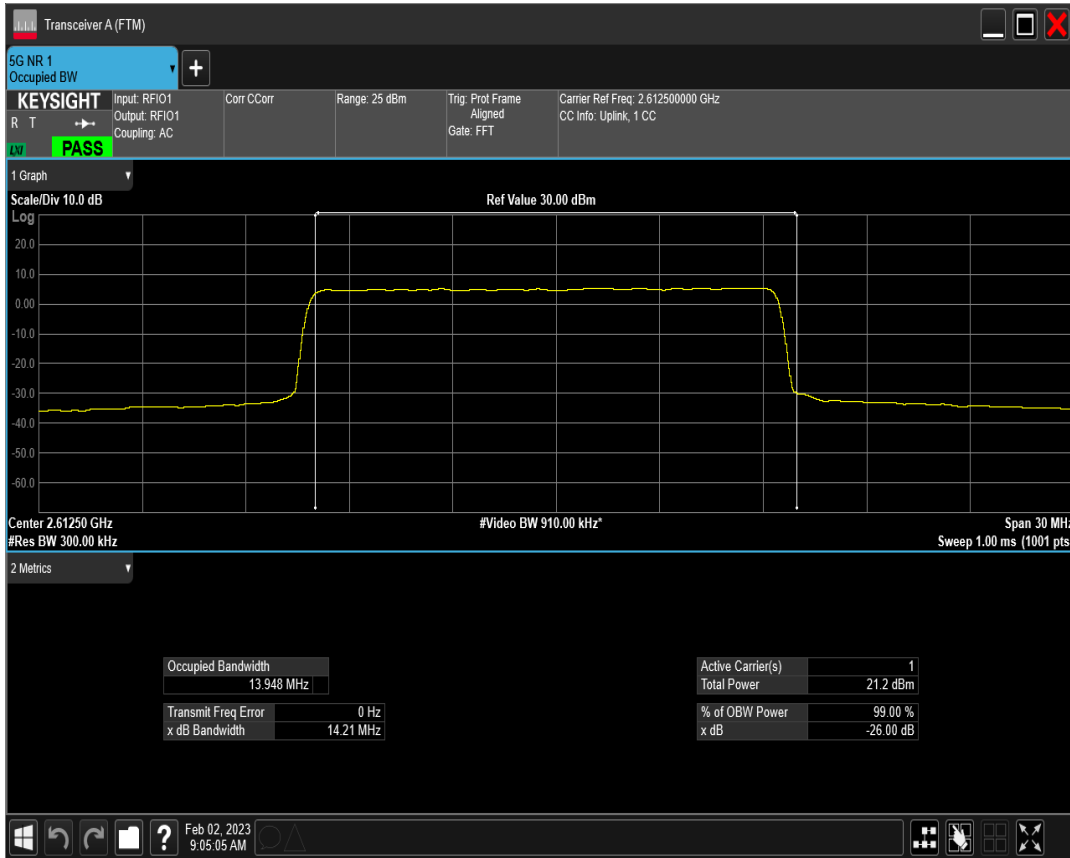 Transceiver A (FTM)
5G NR 1
Occupied BW
+
KEYSIGHT
R T
LXI
PASS
Input: RFIO1
Output: RFIO1
Coupling: AC
Corr CCorr
Range: 25 dBm
Trig: Prot Frame
Aligned
Gate: FFT
Carrier Ref Freq: 2.612500000 GHz
CC Info: Uplink, 1 CC
1 Graph
Scale/Div 10.0 dB
Ref Value 30.00 dBm
Log
20.0
10.0
0.00
-10.0
-20.0
-30.0
-40.0
-50.0
-60.0
Center 2.61250 GHz
#Video BW 910.00 kHz*
Span 30 MHz
#Res BW 300.00 kHz
Sweep 1.00 ms (1001 pts
2 Metrics
Occupied Bandwidth
13.948 MHz
Transmit Freq Error 0 Hz
x dB Bandwidth 14.21 MHz
Active Carrier(s) 1
Total Power 21.2 dBm
% of OBW Power 99.00 %
x dB -26.00 dB
?
Feb 02, 2023
9:05:05 AM